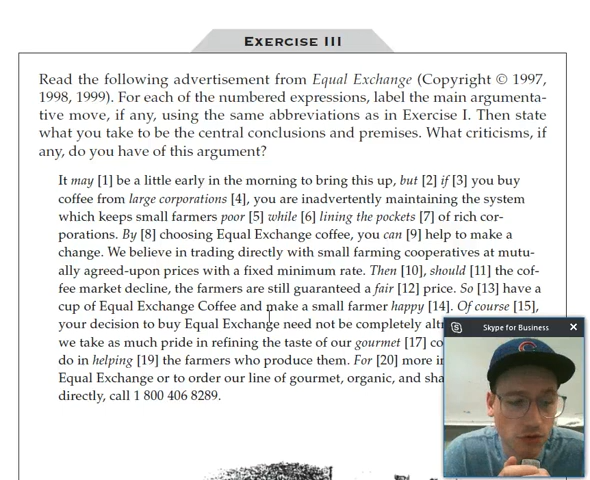 EXERCISE III
Read the following advertisement from Equal Exchange (Copyright © 1997,
1998, 1999). For each of the numbered expressions, label the main argumenta-
tive move, if any, using the same abbreviations as in Exercise I. Then state
what you take to be the central conclusions and premises. What criticisms, if
any, do you have of this argument?
It may [1] be a little early in the morning to bring this up, but [2] if [3] you buy
coffee from large corporations [4], you are inadvertently maintaining the system
which keeps small farmers poor [5] while [6] lining the pockets [7] of rich cor-
porations. By [8] choosing Equal Exchange coffee, you can [9] help to make a
change. We believe in trading directly with small farming cooperatives at mutu-
ally agreed-upon prices with a fixed minimum rate. Then [10], should [11] the cof-
fee market decline, the farmers are still guaranteed a fair [12] price. So [13] have a
cup of Equal Exchange Coffee and make a small farmer happy [14]. Of course [15],
your decision to buy Equal Exchange need not be completely altr
we take as much pride in refining the taste of our gourmet [17] co
do in helping [19] the farmers who produce them. For [20] more in
Equal Exchange or to order our line of gourmet, organic, and sha
directly, call 1 800 406 8289.
Skype for Business